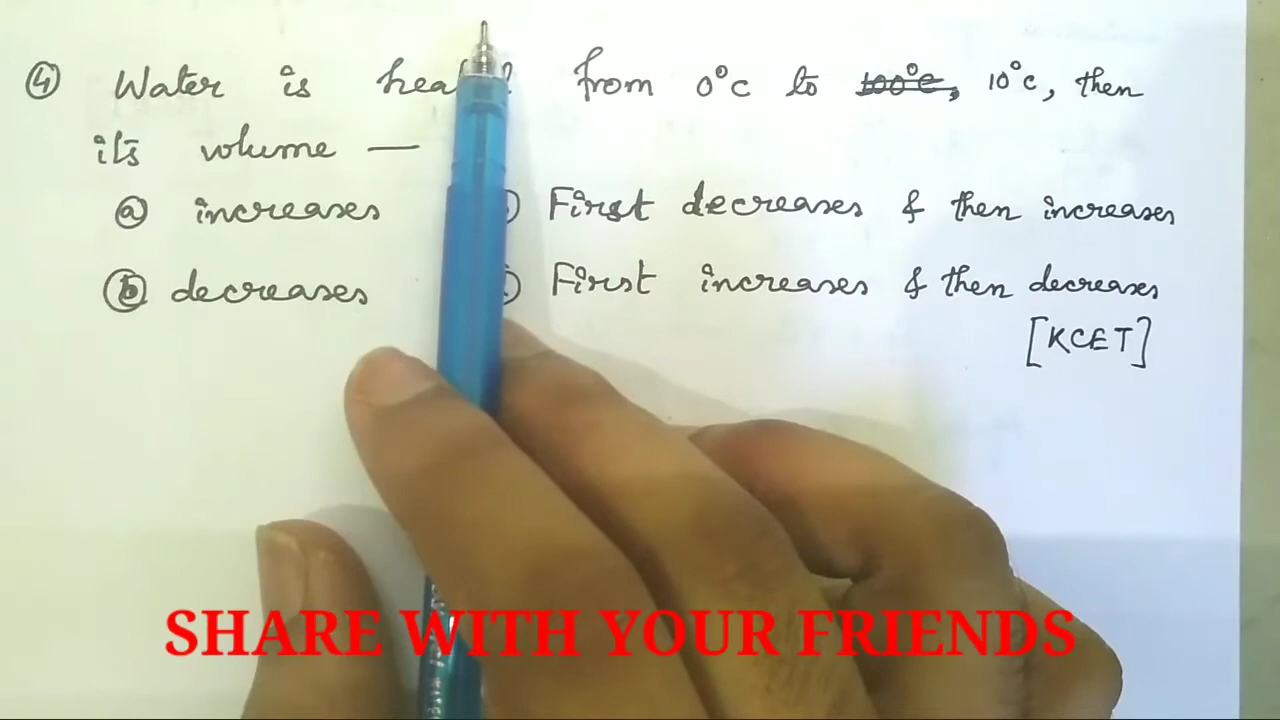 ④ Water is from 0°C to 100°C, 10°C, then
its volume —
ⓐ increases First decreases & then increases
ⓑ decreases First increases & then decreases
[KCET]
SHARE WITH YOUR FRIENDS